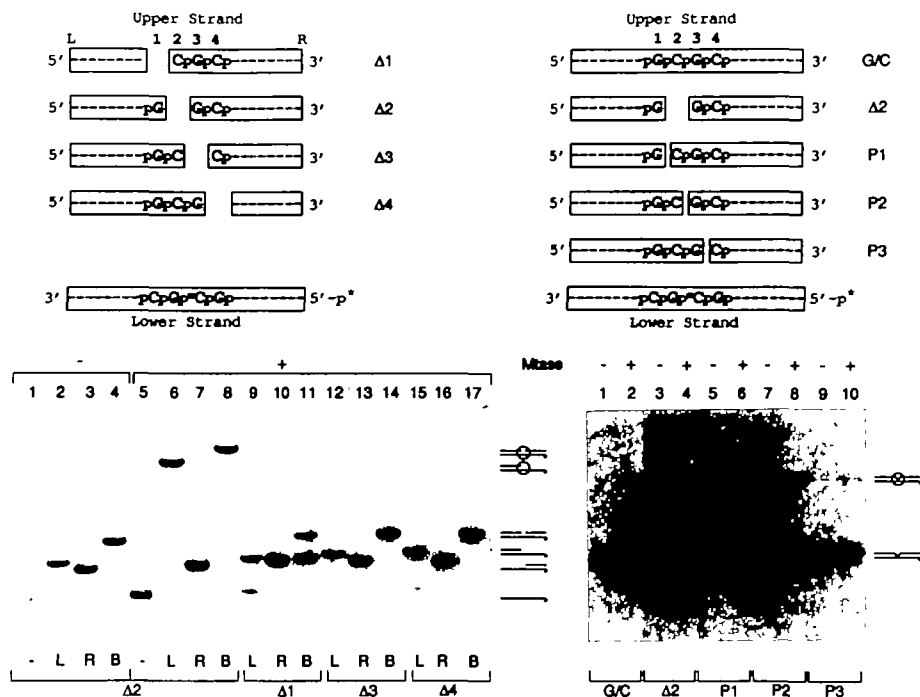 Upper Strand
L 1 2 3 4 R
5' CpGpCp 3' Δ1
5' pG GpCp 3' Δ2
5' pGpC Cp 3' Δ3
5' pGpCpG 3' Δ4
3' pCpGp=CpGp 5'-p*
Lower Strand
Upper Strand
1 2 3 4
5' pGpCpGpCp 3' G/C
5' pG GpCp 3' Δ2
5' pG CpGpCp 3' P1
5' pGpC GpCp 3' P2
5' pGpCpG Cp 3' P3
3' pCpGp=CpGp 5'-p*
Lower Strand
- +
1 2 3 4 5 6 7 8 9 10 11 12 13 14 15 16 17
- L R B - L R B L R B L R B L R B
Δ2 Δ1 Δ3 Δ4
Mtase - + - + - + - + - +
1 2 3 4 5 6 7 8 9 10
G/C Δ2 P1 P2 P3